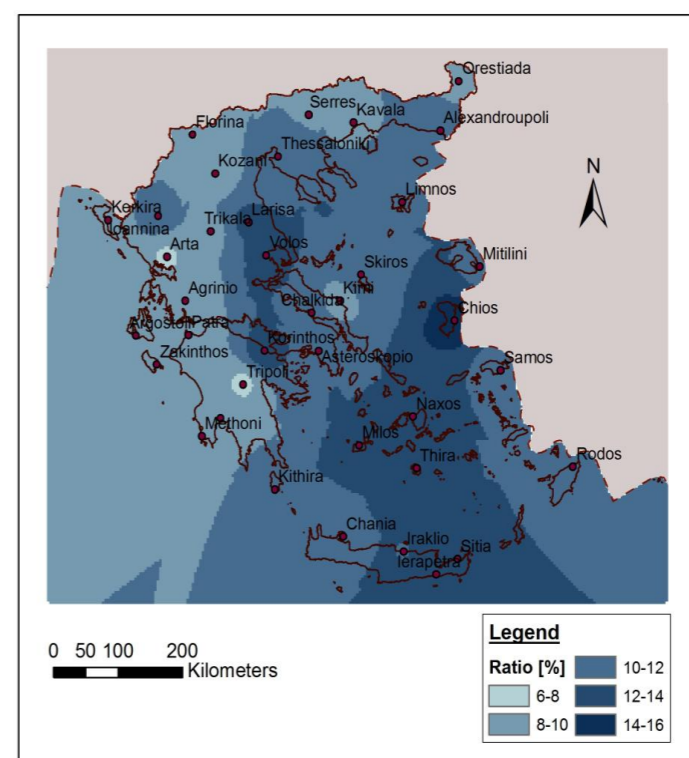 Orestiada
Serres
Kavala
Alexandroupoli
Florina
Thessaloniki
Kozani
Limnos
Kerkira
Ioannina
Trikala
Larisa
Arta
Volos
Mitilini
Skiros
Agrinio
Chalkida
Kimi
Chios
Argostoli
Patra
Korinthos
Asteroskopio
Zakinthos
Samos
Tripoli
Naxos
Methoni
Milos
Thira
Rodos
Kithira
Chania
Iraklio
Sitia
Ierapetra
N
0 50 100 200
Kilometers
Legend
Ratio [%]
6-8
8-10
10-12
12-14
14-16